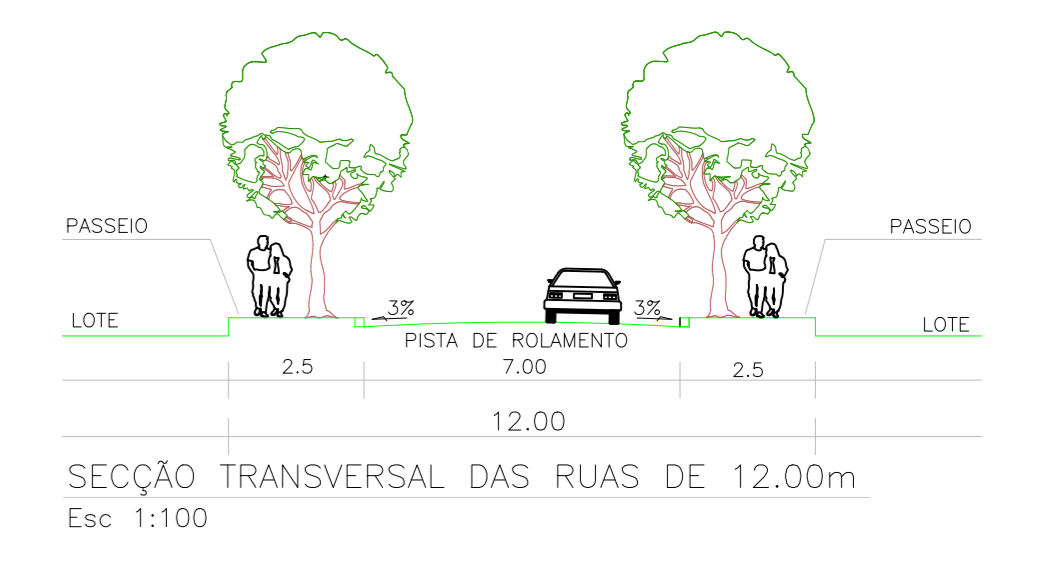 PASSEIO PASSEIO
3% 3%
LOTE LOTE
PISTA DE ROLAMENTO
2.5 7.00 2.5
12.00
SECÇÃO TRANSVERSAL DAS RUAS DE 12.00m
Esc 1:100